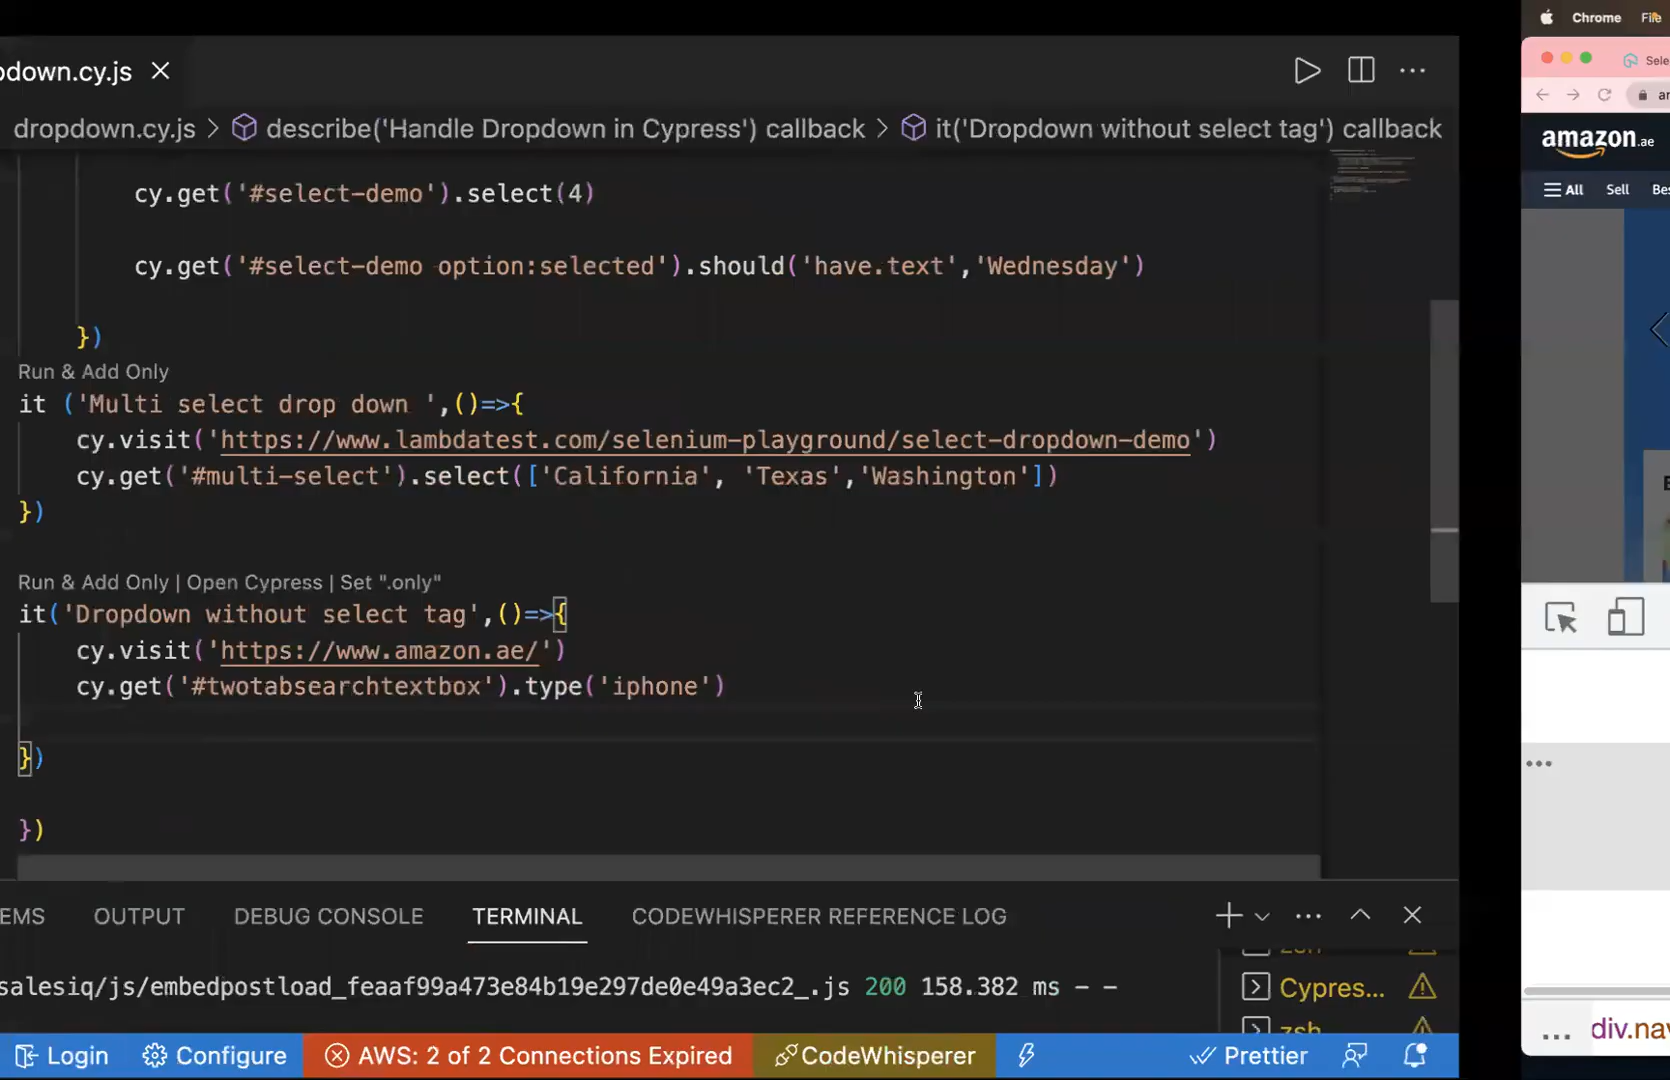 down.cy.js
dropdown.cy.js > describe('Handle Dropdown in Cypress') callback > it('Dropdown without select tag') callback
cy.get('#select-demo').select(4)
cy.get('#select-demo option:selected').should('have.text','Wednesday')
})
Run & Add Only
it ('Multi select drop down ',()=>{
cy.visit('https://www.lambdatest.com/selenium-playground/select-dropdown-demo')
cy.get('#multi-select').select(['California', 'Texas','Washington'])
})
Run & Add Only | Open Cypress | Set ".only"
it('Dropdown without select tag',()=>{
cy.visit('https://www.amazon.ae/')
cy.get('#twotabsearchtextbox').type('iphone')
})
})
EMS OUTPUT DEBUG CONSOLE TERMINAL CODEWHISPERER REFERENCE LOG
salesiq/js/embedpostload_feaaf99a473e84b19e297de0e49a3ec2_.js 200 158.382 ms - -
zsh
Cypres...
zsh
Login Configure AWS: 2 of 2 Connections Expired CodeWhisperer Prettier
Chrome File
Sele
amazon.ae
All Sell Bes
... div.nav